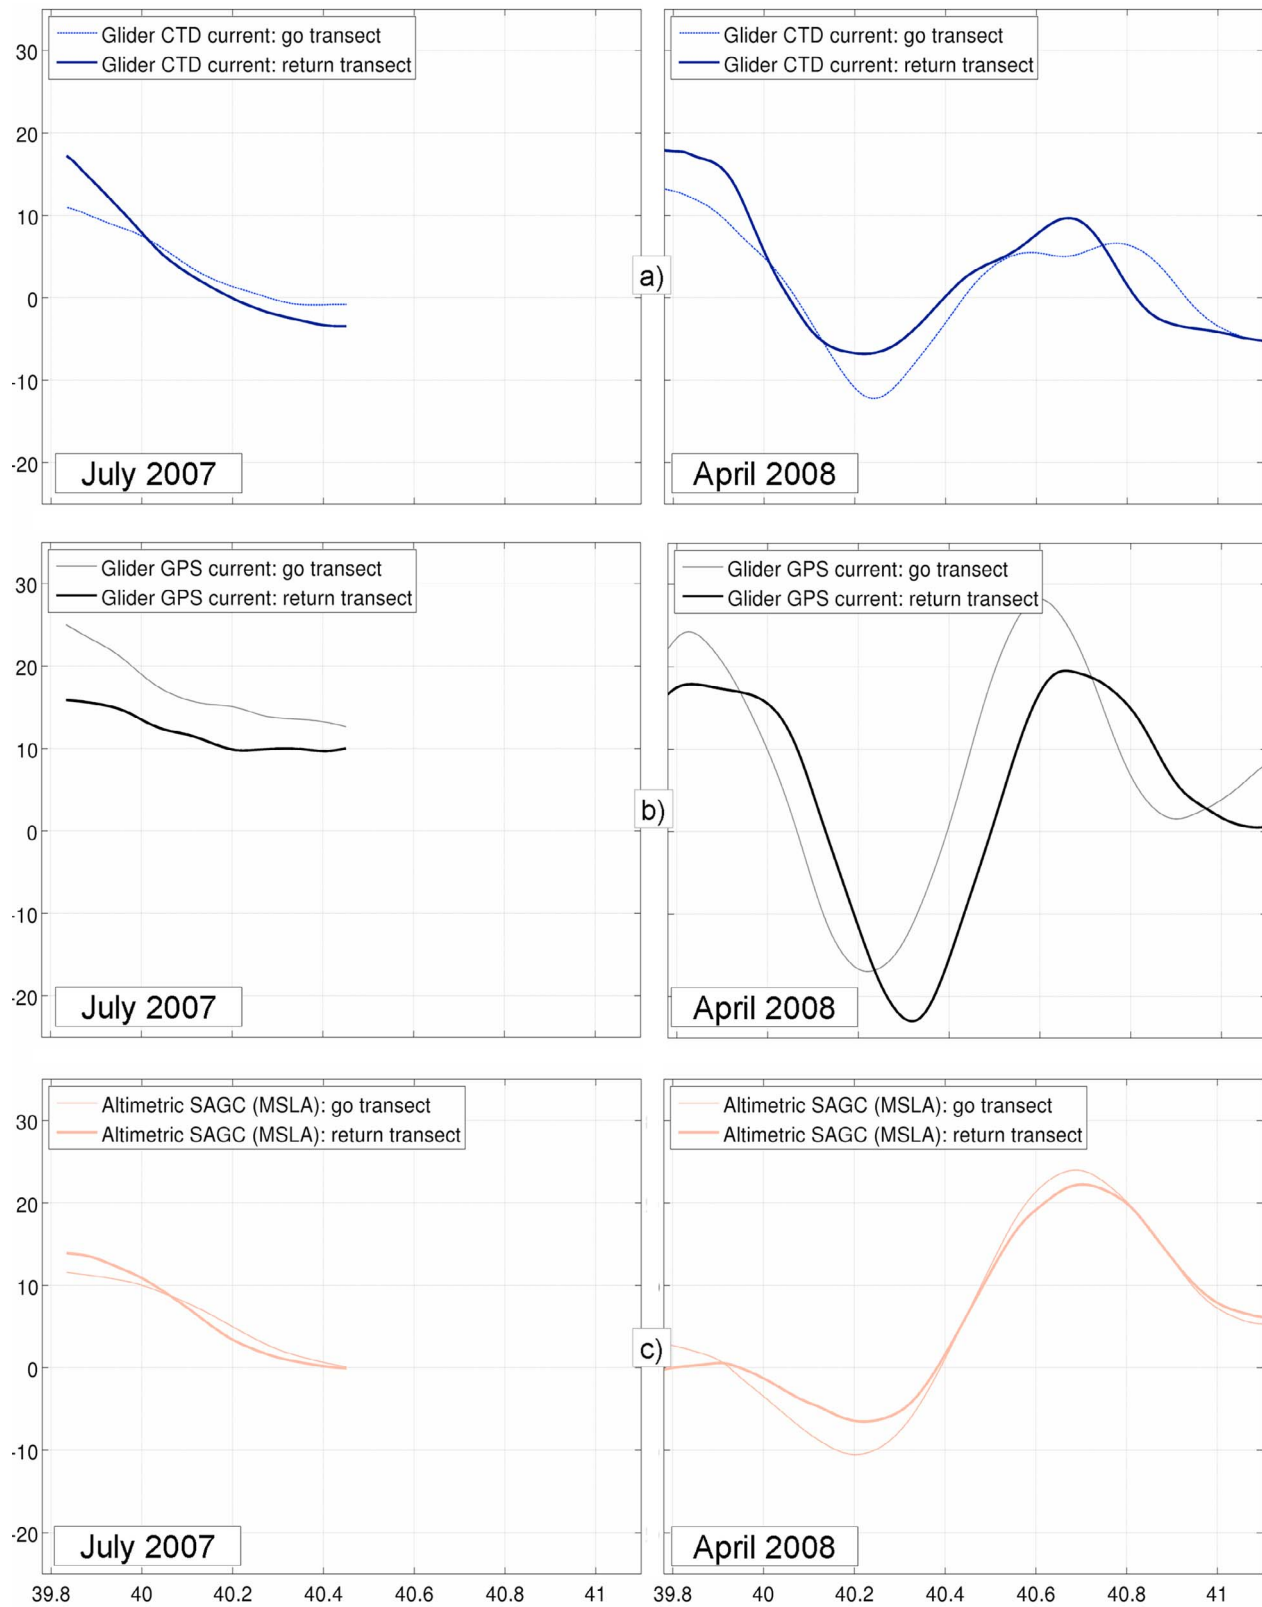 Glider CTD current: go transect
Glider CTD current: return transect
30
20
10
0
-10
-20
July 2007
Glider CTD current: go transect
Glider CTD current: return transect
April 2008
a)
Glider GPS current: go transect
Glider GPS current: return transect
30
20
10
0
-10
-20
July 2007
Glider GPS current: go transect
Glider GPS current: return transect
April 2008
b)
Altimetric SAGC (MSLA): go transect
Altimetric SAGC (MSLA): return transect
30
20
10
0
-10
-20
July 2007
39.8 40 40.2 40.4 40.6 40.8 41
Altimetric SAGC (MSLA): go transect
Altimetric SAGC (MSLA): return transect
April 2008
39.8 40 40.2 40.4 40.6 40.8 41
c)